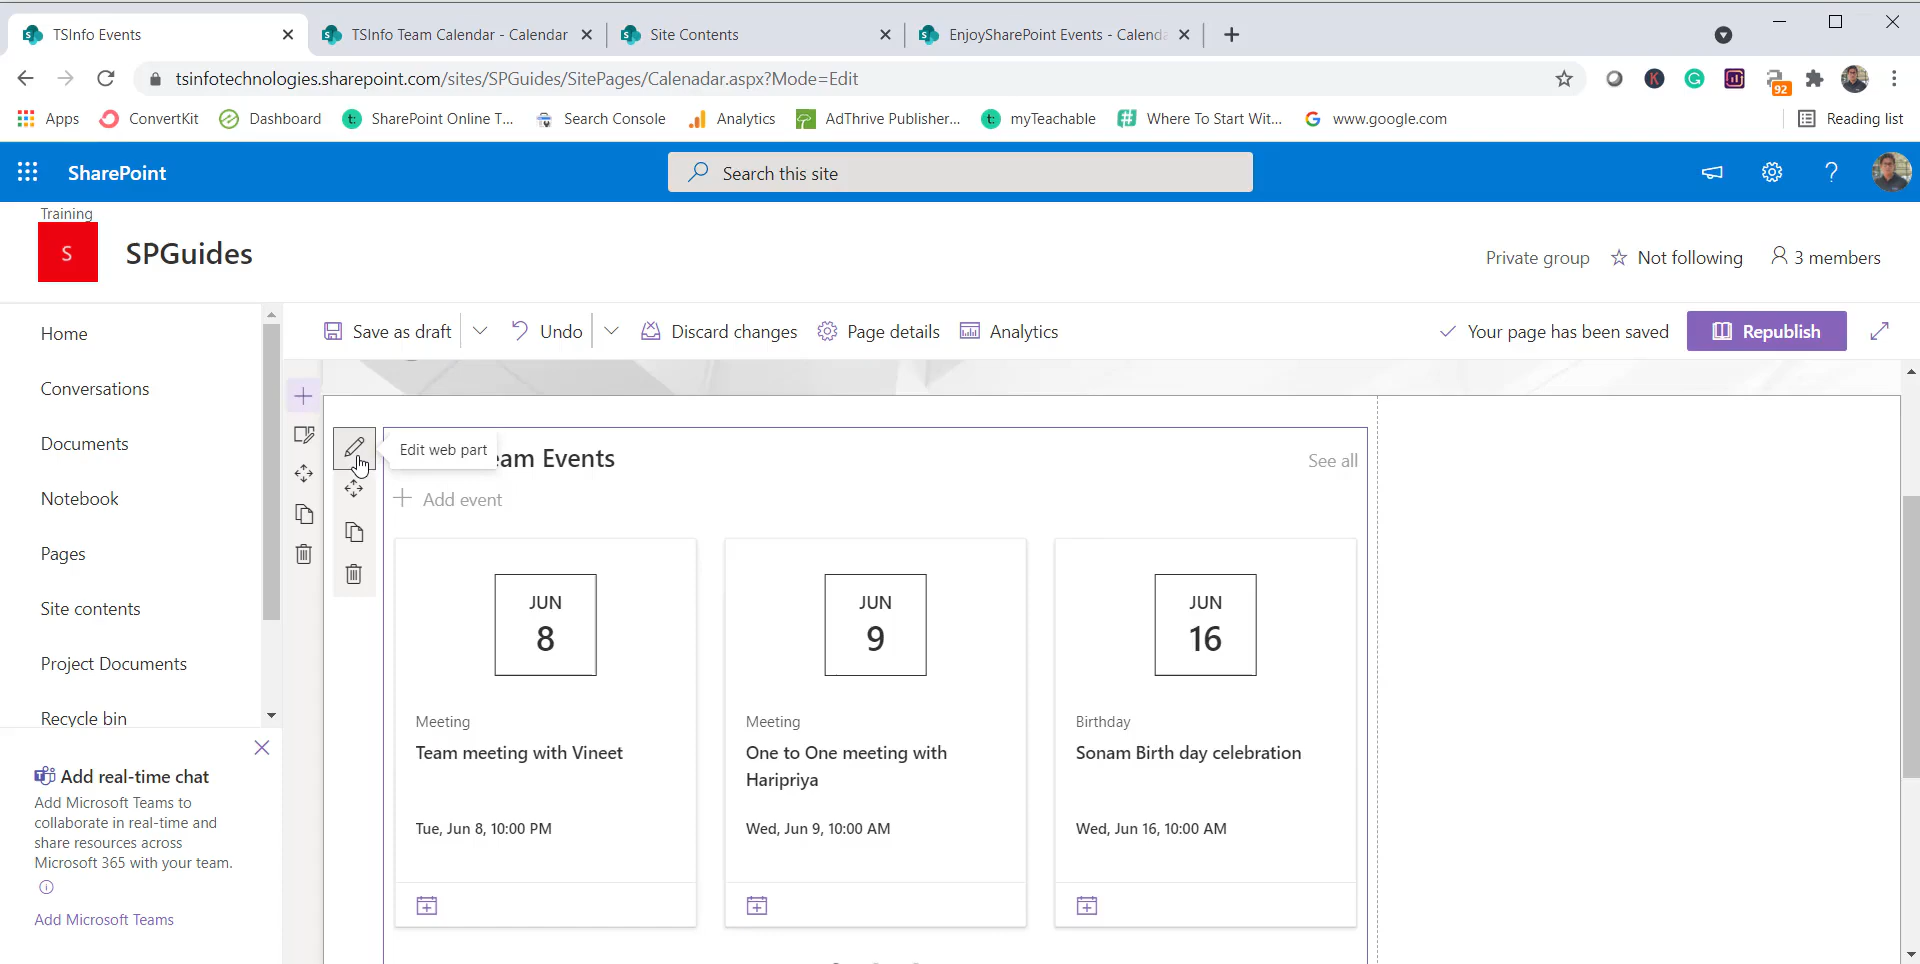 TSInfo Events
TSInfo Team Calendar - Calendar
Site Contents
EnjoySharePoint Events - Calend
tsinfotechnologies.sharepoint.com/sites/SPGuides/SitePages/Calenadar.aspx?Mode=Edit
92
Apps
ConvertKit
Dashboard
SharePoint Online T...
Search Console
Analytics
AdThrive Publisher...
myTeachable
Where To Start Wit...
www.google.com
Reading list
SharePoint
Search this site
Training
S
SPGuides
Private group
Not following
3 members
Home
Conversations
Documents
Notebook
Pages
Site contents
Project Documents
Recycle bin
Add real-time chat
Add Microsoft Teams to
collaborate in real-time and
share resources across
Microsoft 365 with your team.
Add Microsoft Teams
Save as draft
Undo
Discard changes
Page details
Analytics
Your page has been saved
Republish
Edit web part
eam Events
See all
Add event
JUN
8
Meeting
Team meeting with Vineet
Tue, Jun 8, 10:00 PM
JUN
9
Meeting
One to One meeting with
Haripriya
Wed, Jun 9, 10:00 AM
JUN
16
Birthday
Sonam Birth day celebration
Wed, Jun 16, 10:00 AM